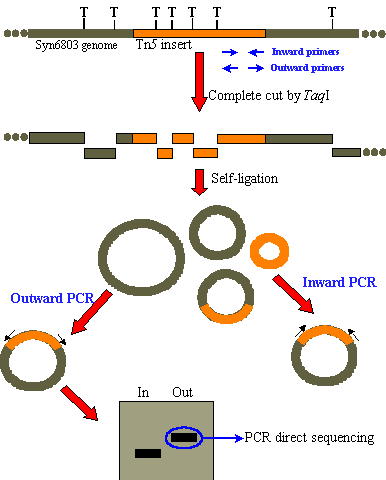 T T T T T T T
Syn6803 genome Tn5 insert
Inward primers
Outward primers
Complete cut by TaqI
Self-ligation
Outward PCR
Inward PCR
In Out
PCR direct sequencing